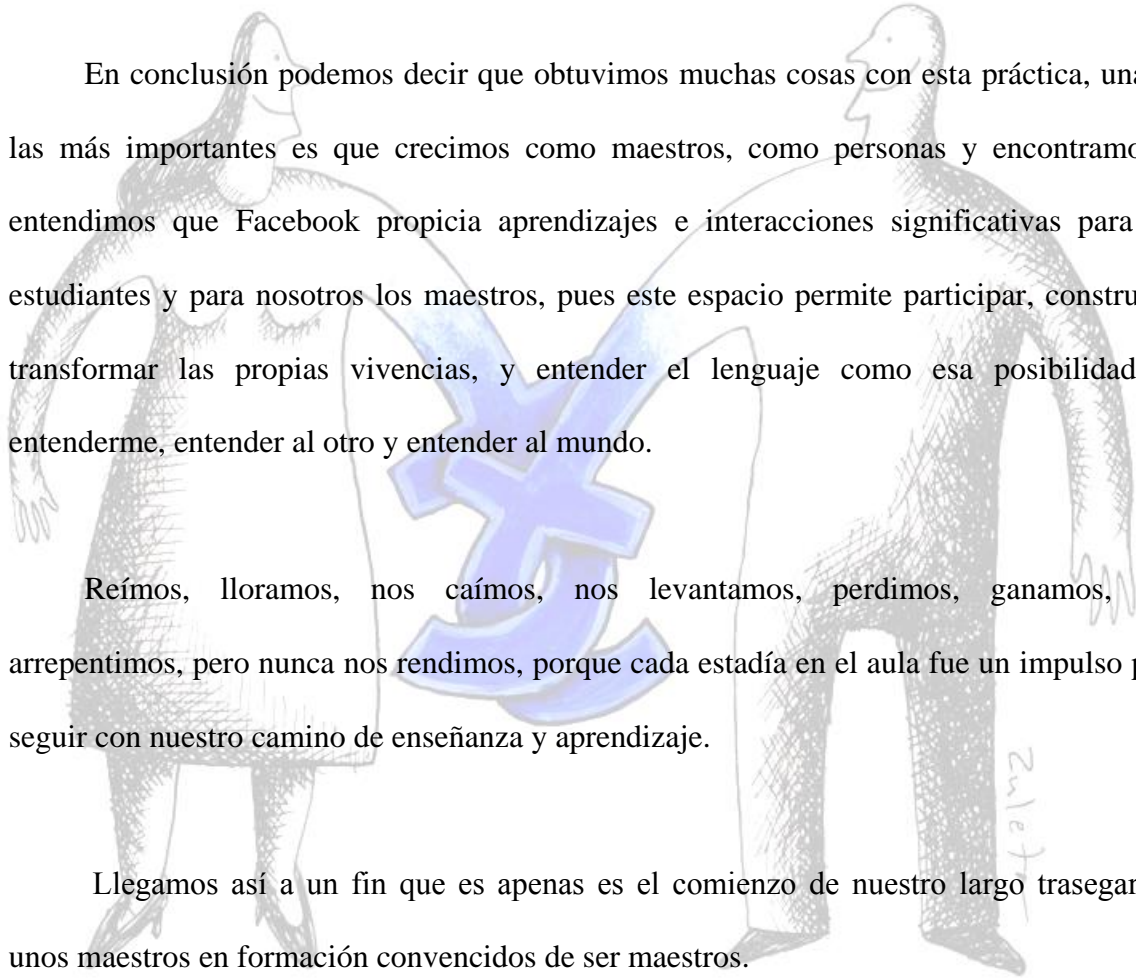 En conclusión podemos decir que obtuvimos muchas cosas con esta práctica, una
las más importantes es que crecimos como maestros, como personas y encontramo
entendimos que Facebook propicia aprendizajes e interacciones significativas para
estudiantes y para nosotros los maestros, pues este espacio permite participar, constru
transformar las propias vivencias, y entender el lenguaje como esa posibilidad
entenderme, entender al otro y entender al mundo.
Reímos, lloramos, nos caímos, nos levantamos, perdimos, ganamos,
arrepentimos, pero nunca nos rendimos, porque cada estadía en el aula fue un impulso p
seguir con nuestro camino de enseñanza y aprendizaje.
Llegamos así a un fin que es apenas es el comienzo de nuestro largo trasegar
unos maestros en formación convencidos de ser maestros.